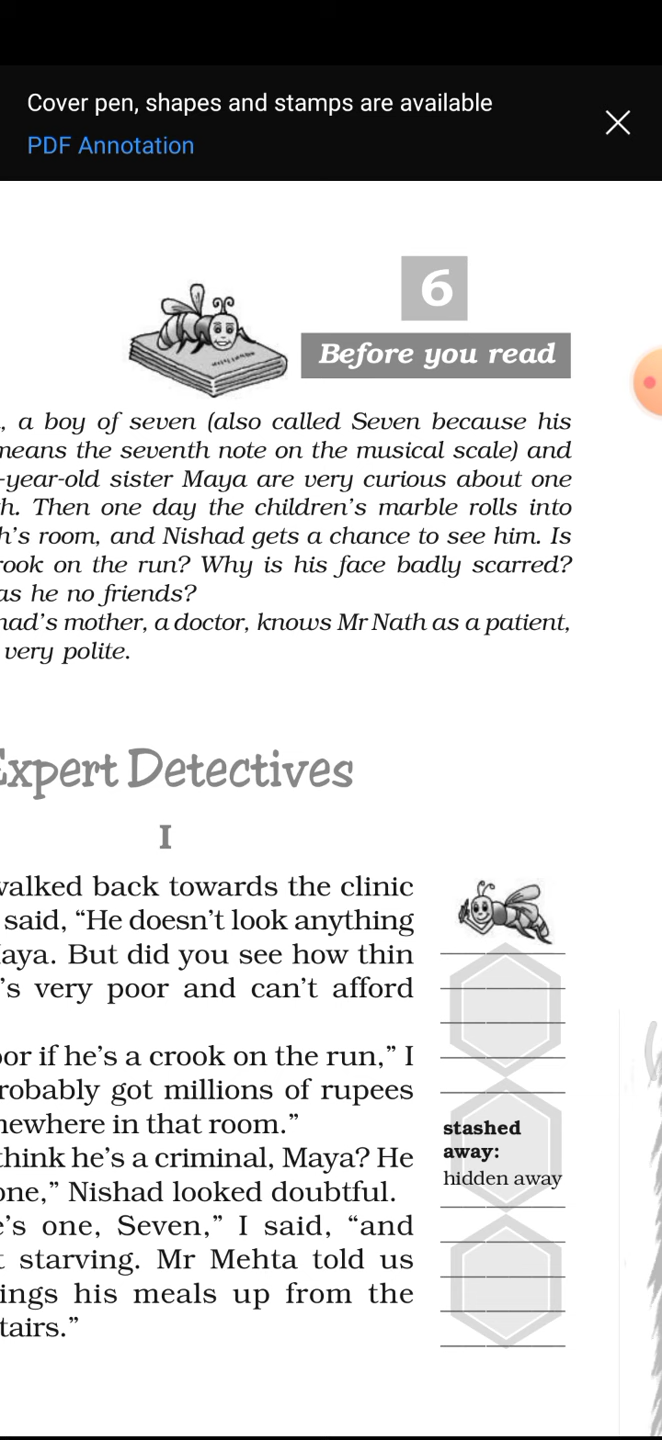 Cover pen, shapes and stamps are available
PDF Annotation
6
Before you read
, a boy of seven (also called Seven because his
means the seventh note on the musical scale) and
-year-old sister Maya are very curious about one
h. Then one day the children's marble rolls into
h's room, and Nishad gets a chance to see him. Is
rook on the run? Why is his face badly scarred?
as he no friends?
had's mother, a doctor, knows Mr Nath as a patient,
very polite.
Expert Detectives
I
walked back towards the clinic
said, “He doesn't look anything
Maya. But did you see how thin
's very poor and can't afford
oor if he's a crook on the run,” I
robably got millions of rupees
mewhere in that room.”
think he's a criminal, Maya? He
one,” Nishad looked doubtful.
e's one, Seven,” I said, “and
t starving. Mr Mehta told us
ings his meals up from the
tairs.”
stashed
away:
hidden away